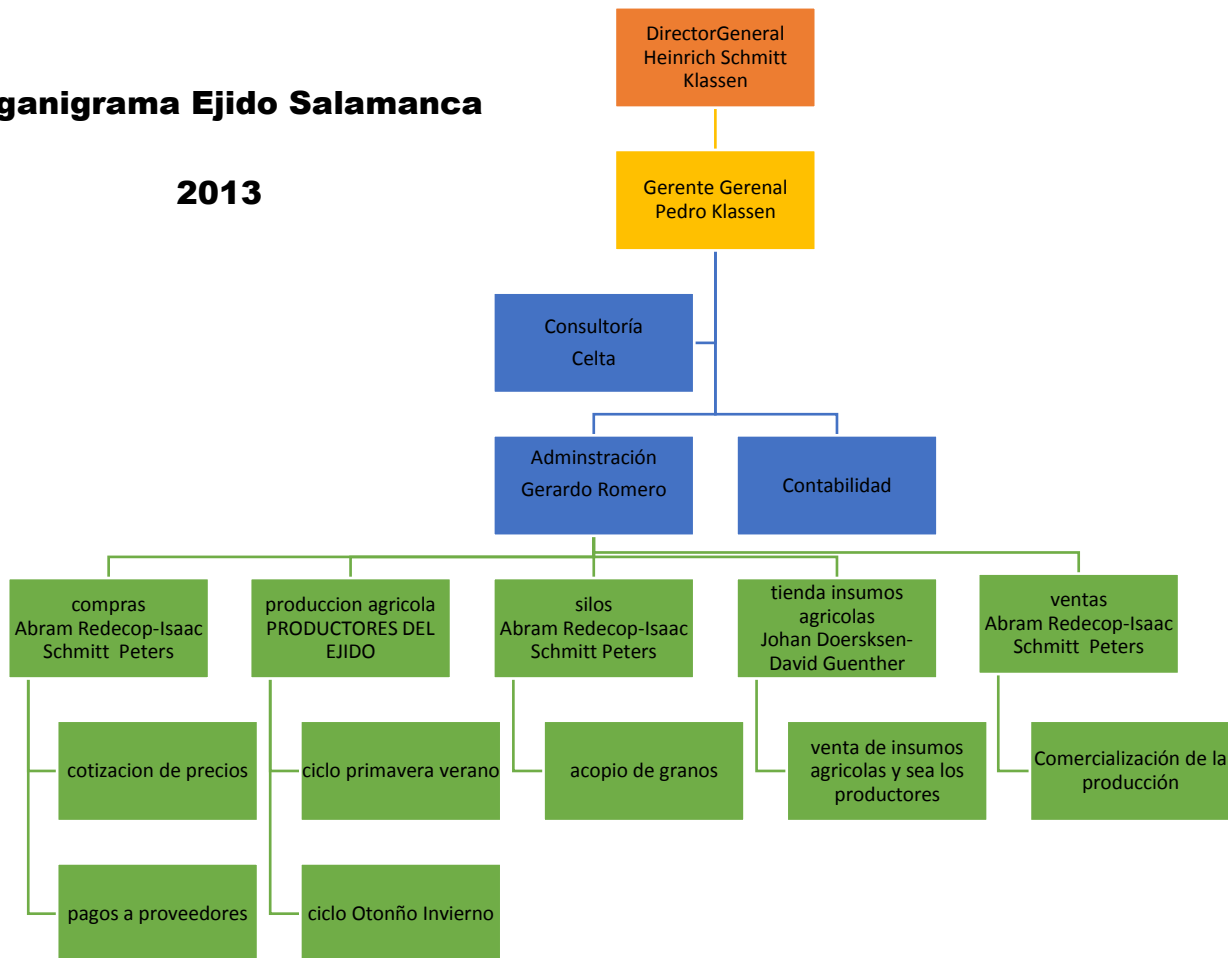 ganigrama Ejido Salamanca
2013
DirectorGeneral
Heinrich Schmitt
Klassen
Gerente Gerenal
Pedro Klassen
Consultoría
Celta
Adminstración
Gerardo Romero
Contabilidad
compras
Abram Redecop-Isaac
Schmitt Peters
produccion agricola
PRODUCTORES DEL
EJIDO
silos
Abram Redecop-Isaac
Schmitt Peters
tienda insumos
agricolas
Johan Doersksen-
David Guenther
ventas
Abram Redecop-Isaac
Schmitt Peters
cotizacion de precios
ciclo primavera verano
acopio de granos
venta de insumos
agricolas y sea los
productores
Comercialización de la
producción
pagos a proveedores
ciclo Otonño Invierno